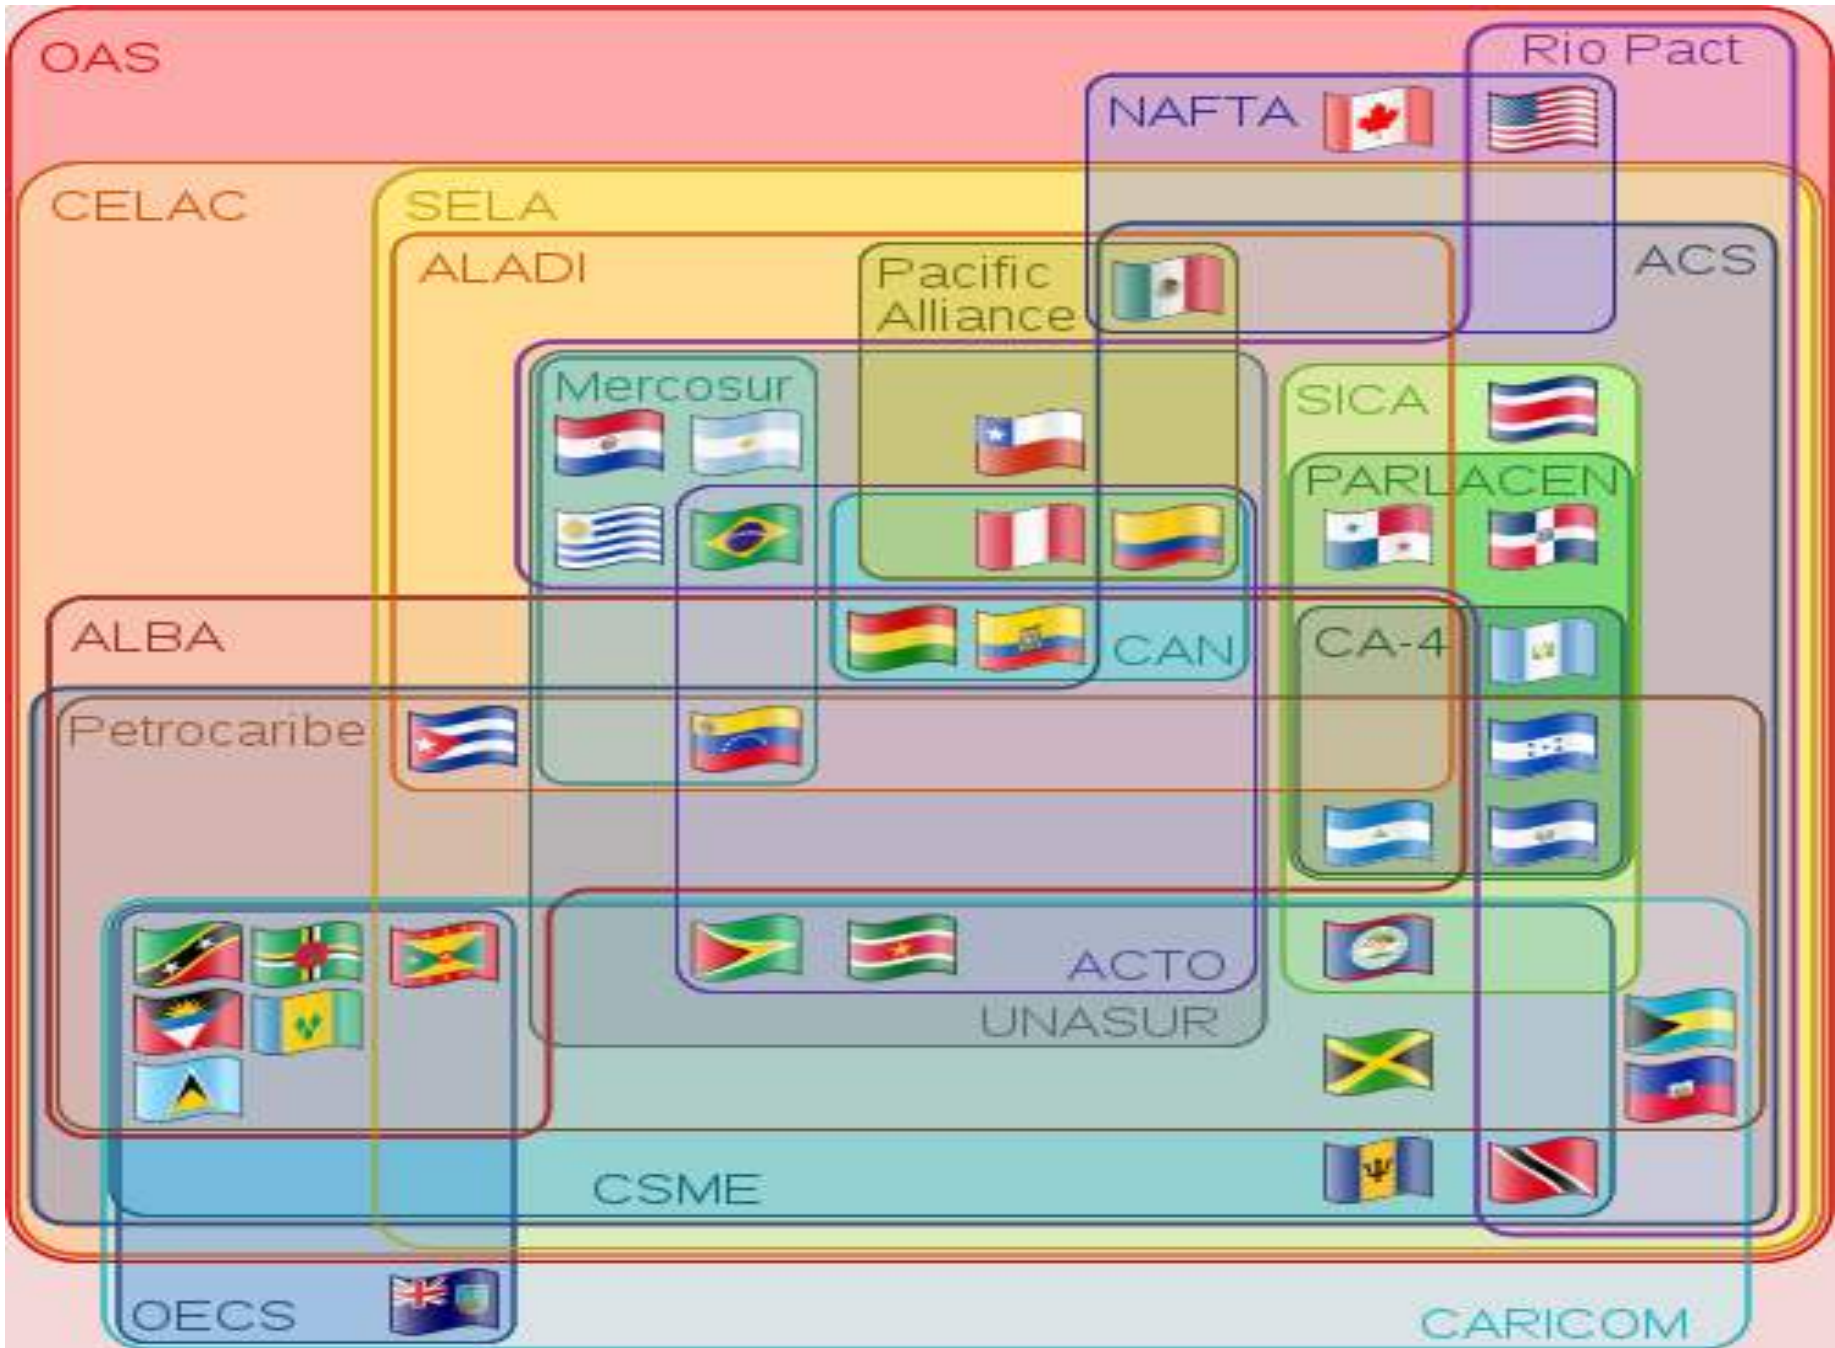 OAS
Rio Pact
NAFTA
CELAC
SELA
ACS
ALADI
Pacific
Alliance
Mercosur
SICA
PARLACEN
ALBA
CAN
CA-4
Petrocaribe
ACTO
UNASUR
CSME
OECS
CARICOM